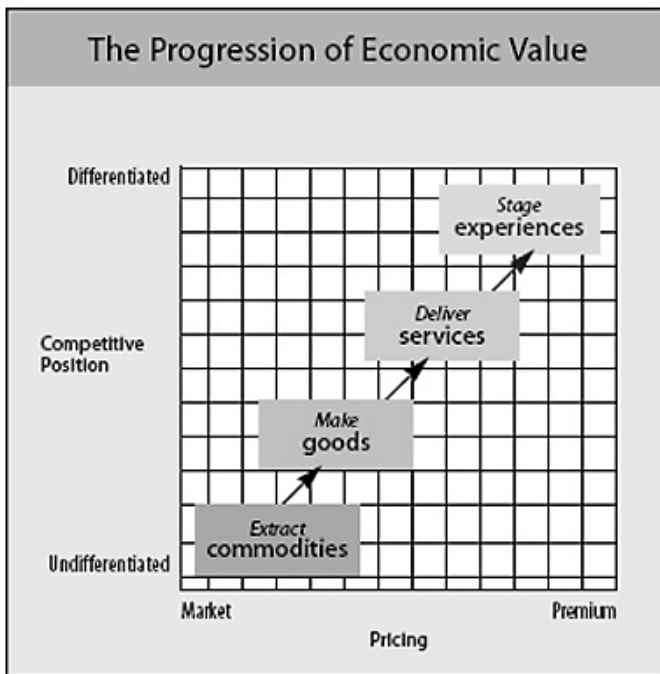 The Progression of Economic Value
Differentiated
Stage
experiences
Deliver
services
Competitive
Position
Make
goods
Extract
commodities
Undifferentiated
Market
Premium
Pricing